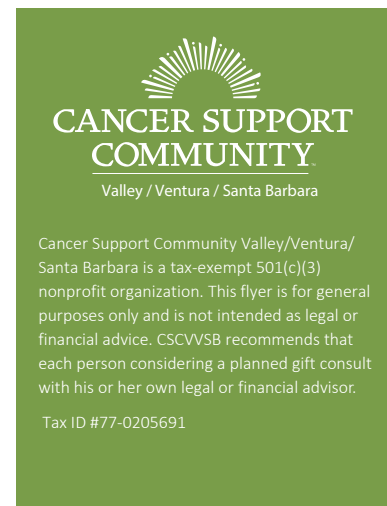 CANCER SUPPORT
COMMUNITY™
Valley / Ventura / Santa Barbara
Cancer Support Community Valley/Ventura/
Santa Barbara is a tax-exempt 501(c)(3)
nonprofit organization. This flyer is for general
purposes only and is not intended as legal or
financial advice. CSCVVSB recommends that
each person considering a planned gift consult
with his or her own legal or financial advisor.
Tax ID #77-0205691